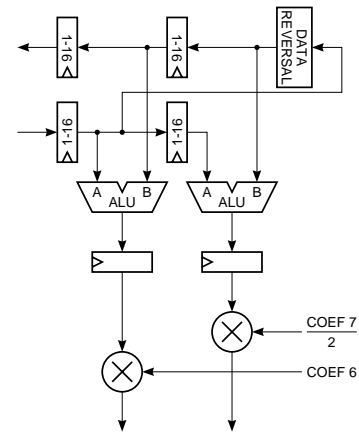 1-16
1-16
DATA
REVERSAL
1-16
1-16
A
B
ALU
A
B
ALU
COEF 7
2
COEF 6